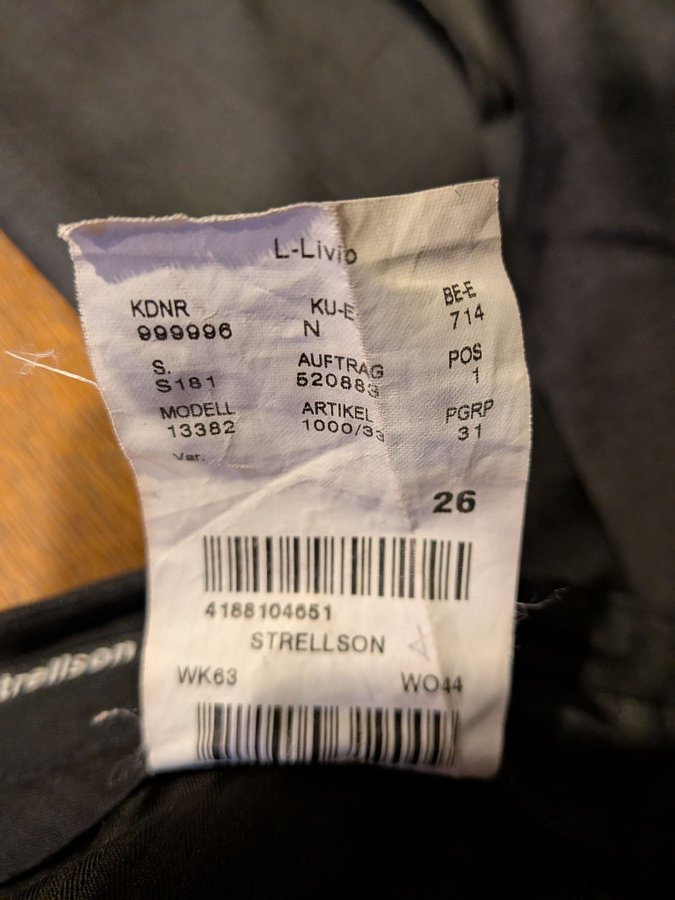 L-Livio
KDNR KU-E BE-E
999996 N 714
S. AUFTRAG POS
S181 520883 1
MODELL ARTIKEL PGRP
13382 1000/33 31
Var.
26
4188104651
STRELLSON
WK63 WO44
trellson